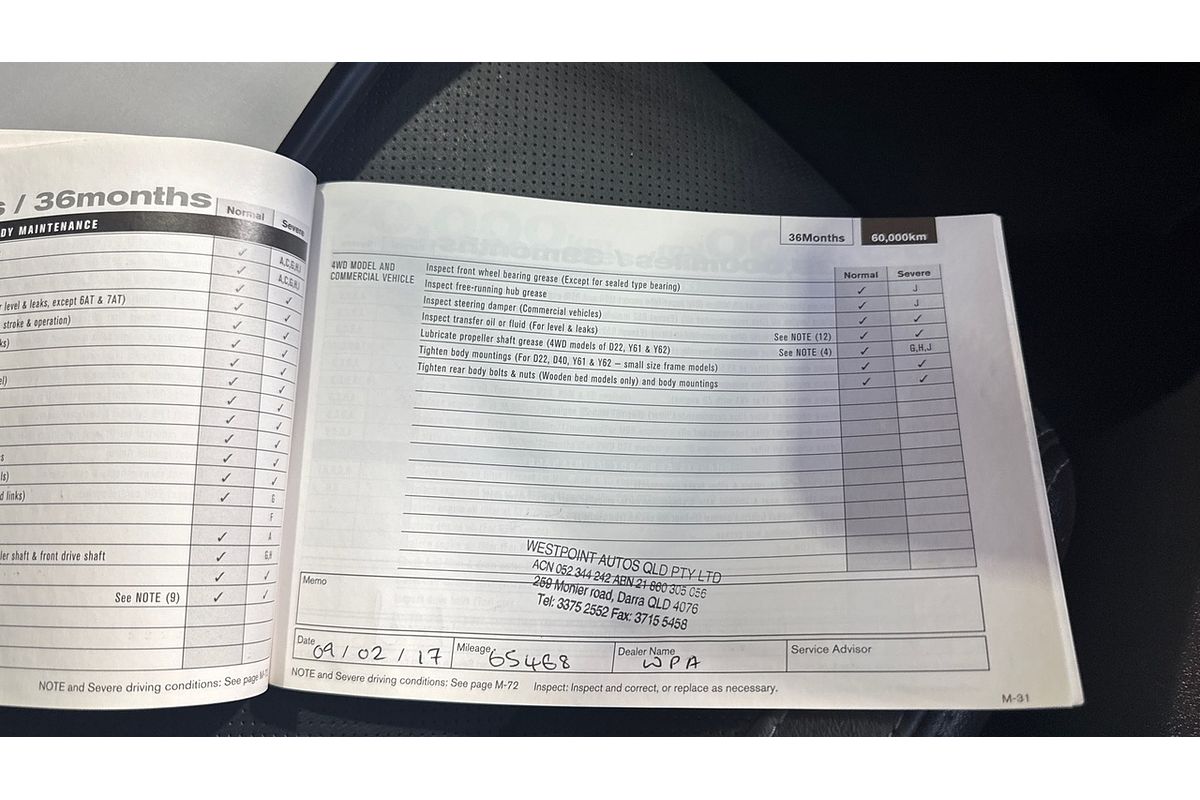 s / 36months
Normal Severe
DY MAINTENANCE
✓ A,C,G,H,J
✓ A,C,G,H,J
✓ ✓
r level & leaks, except 6AT & 7AT) ✓ ✓
stroke & operation) ✓ ✓
ks) ✓ ✓
✓ ✓
el) ✓ ✓
✓ ✓
✓ ✓
✓ ✓
s ✓ ✓
ls) ✓ ✓
d links) ✓ G
F
✓ A
ler shaft & front drive shaft ✓ G,H
✓ ✓
See NOTE (9) ✓ ✓
NOTE and Severe driving conditions: See page
36Months 60,000km
Normal Severe
4WD MODEL AND
COMMERCIAL VEHICLE
Inspect front wheel bearing grease (Except for sealed type bearing) ✓ J
Inspect free-running hub grease ✓ J
Inspect steering damper (Commercial vehicles) ✓ ✓
Inspect transfer oil or fluid (For level & leaks) See NOTE (12) ✓ ✓
Lubricate propeller shaft grease (4WD models of D22, Y61 & Y62) See NOTE (4) ✓ G,H,J
Tighten body mountings (For D22, D40, Y61 & Y62 – small size frame models) ✓ ✓
Tighten rear body bolts & nuts (Wooden bed models only) and body mountings ✓ ✓
WESTPOINT AUTOS QLD PTY LTD
ACN 052 344 242 ABN 21 860 305 056
259 Monier road, Darra QLD 4076
Tel: 3375 2552 Fax: 3715 5458
Memo
Date 09/02/17 Mileage 65468 Dealer Name WPA Service Advisor
NOTE and Severe driving conditions: See page M-72 Inspect: Inspect and correct, or replace as necessary.
M-31